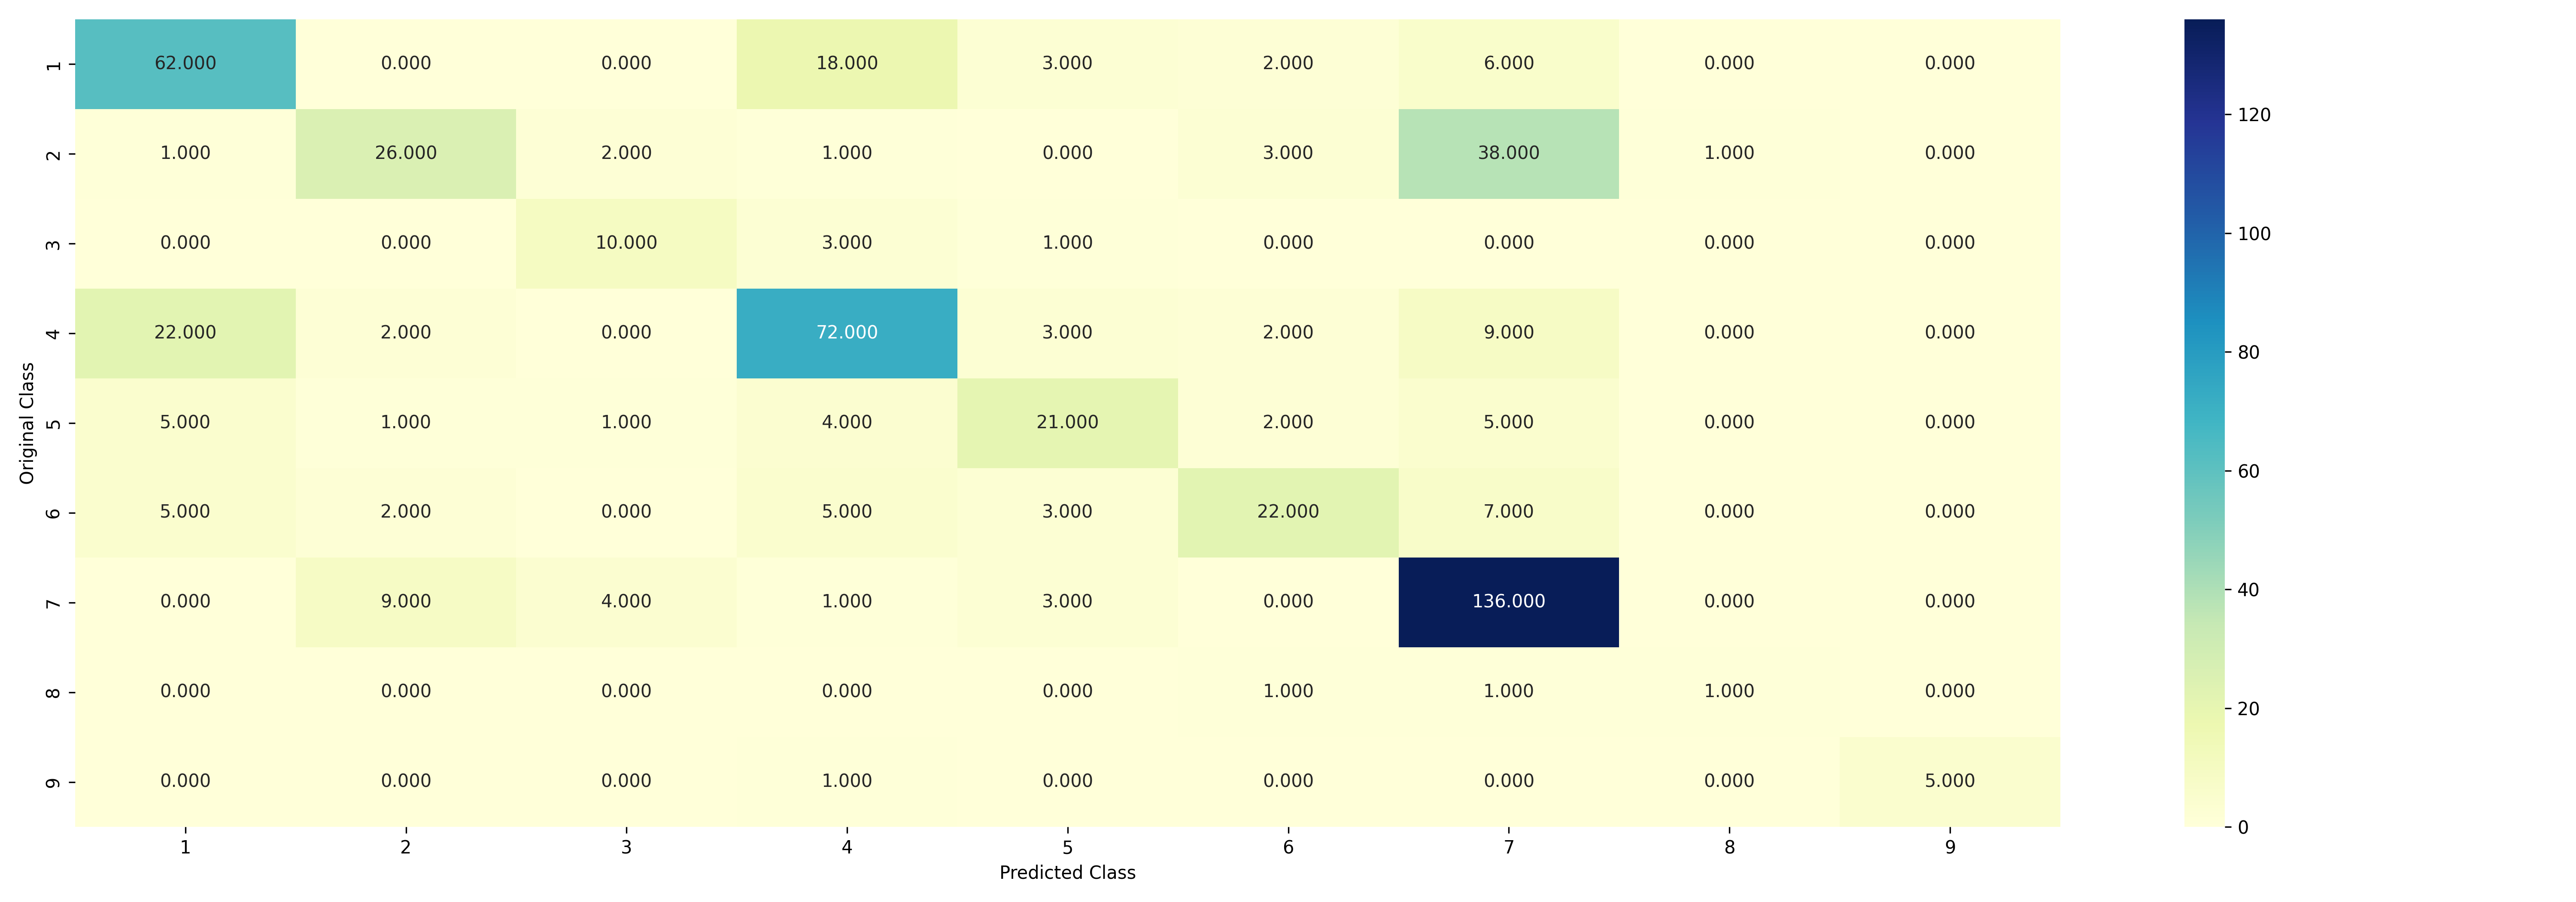 1 62.000 0.000 0.000 18.000 3.000 2.000 6.000 0.000 0.000
2 1.000 26.000 2.000 1.000 0.000 3.000 38.000 1.000 0.000
3 0.000 0.000 10.000 3.000 1.000 0.000 0.000 0.000 0.000
4 22.000 2.000 0.000 72.000 3.000 2.000 9.000 0.000 0.000
5 5.000 1.000 1.000 4.000 21.000 2.000 5.000 0.000 0.000
6 5.000 2.000 0.000 5.000 3.000 22.000 7.000 0.000 0.000
7 0.000 9.000 4.000 1.000 3.000 0.000 136.000 0.000 0.000
8 0.000 0.000 0.000 0.000 0.000 1.000 1.000 1.000 0.000
9 0.000 0.000 0.000 1.000 0.000 0.000 0.000 0.000 5.000
1 2 3 4 5 6 7 8 9
Predicted Class
Original Class
120
100
80
60
40
20
0